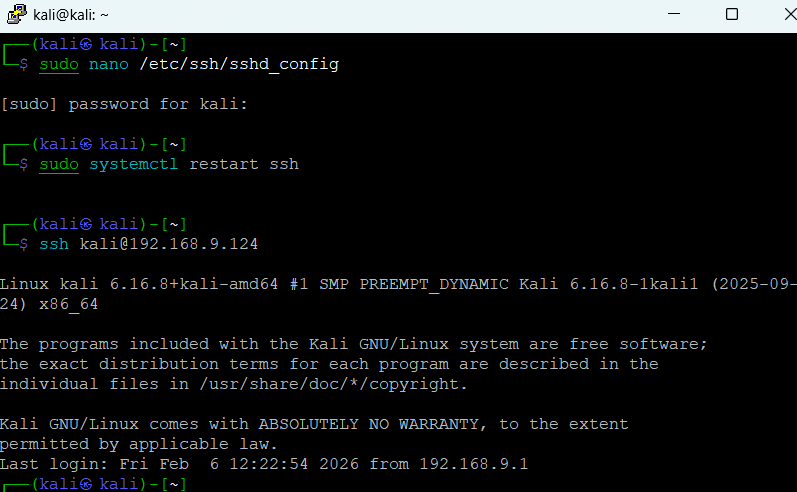 kali@kali: ~
┌──(kali㉿ kali)-[~]
└─$ sudo nano /etc/ssh/sshd_config
[sudo] password for kali:
┌──(kali㉿ kali)-[~]
└─$ sudo systemctl restart ssh
┌──(kali㉿ kali)-[~]
└─$ ssh kali@192.168.9.124
Linux kali 6.16.8+kali-amd64 #1 SMP PREEMPT_DYNAMIC Kali 6.16.8-1kali1 (2025-09-
24) x86_64
The programs included with the Kali GNU/Linux system are free software;
the exact distribution terms for each program are described in the
individual files in /usr/share/doc/*/copyright.
Kali GNU/Linux comes with ABSOLUTELY NO WARRANTY, to the extent
permitted by applicable law.
Last login: Fri Feb  6 12:22:54 2026 from 192.168.9.1
┌──(kali㉿ kali)-[~]